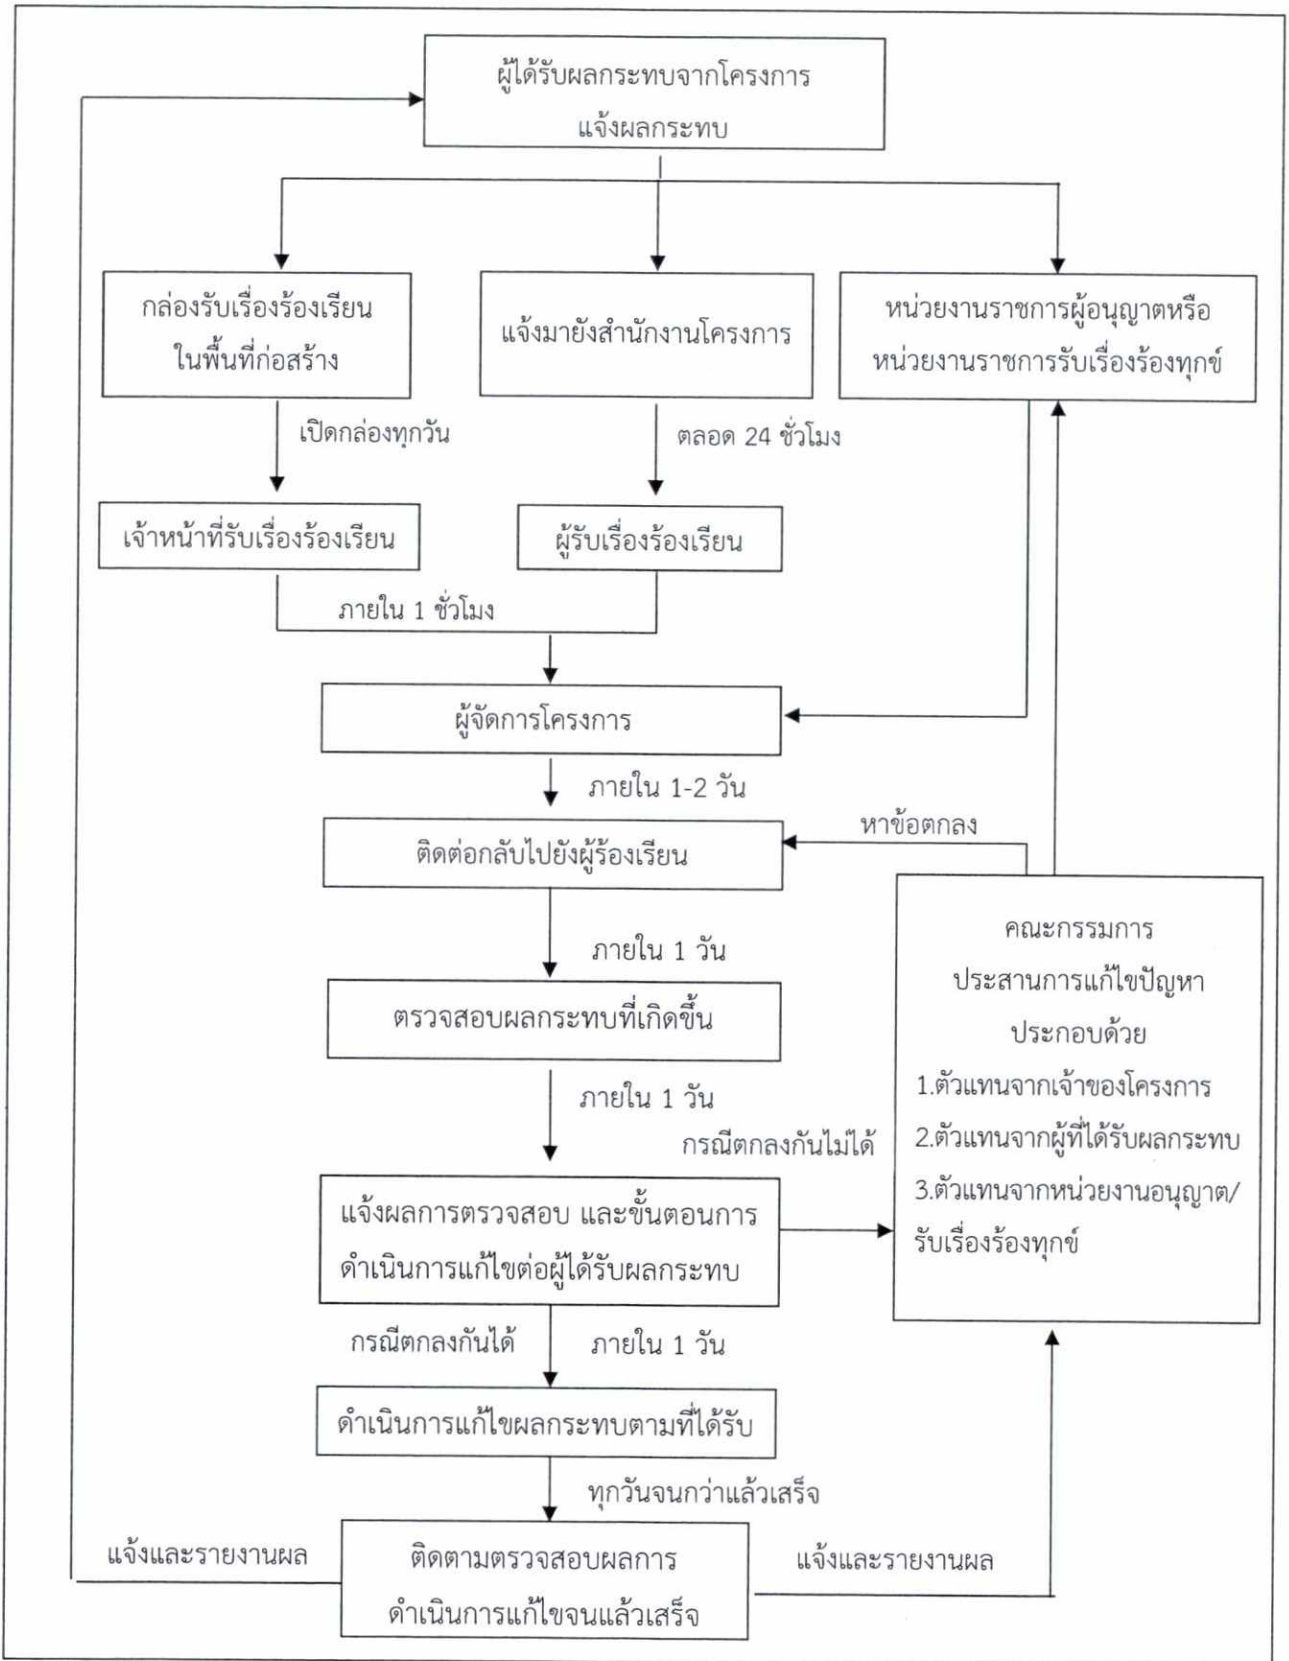 ผู้ได้รับผลกระทบจากโครงการ
แจ้งผลกระทบ
กล่องรับเรื่องร้องเรียน
ในพื้นที่ก่อสร้าง
แจ้งมายังสำนักงานโครงการ
หน่วยงานราชการผู้อนุญาตหรือ
หน่วยงานราชการรับเรื่องร้องทุกข์
เปิดกล่องทุกวัน
ตลอด 24 ชั่วโมง
เจ้าหน้าที่รับเรื่องร้องเรียน
ผู้รับเรื่องร้องเรียน
ภายใน 1 ชั่วโมง
ผู้จัดการโครงการ
ภายใน 1-2 วัน
หาข้อตกลง
ติดต่อกลับไปยังผู้ร้องเรียน
ภายใน 1 วัน
ตรวจสอบผลกระทบที่เกิดขึ้น
ภายใน 1 วัน
กรณีตกลงกันไม่ได้
คณะกรรมการ
ประสานการแก้ไขปัญหา
ประกอบด้วย
1.ตัวแทนจากเจ้าของโครงการ
2.ตัวแทนจากผู้ที่ได้รับผลกระทบ
3.ตัวแทนจากหน่วยงานอนุญาต/
รับเรื่องร้องทุกข์
แจ้งผลการตรวจสอบ และขั้นตอนการ
ดำเนินการแก้ไขต่อผู้ได้รับผลกระทบ
กรณีตกลงกันได้
ภายใน 1 วัน
ดำเนินการแก้ไขผลกระทบตามที่ได้รับ
ทุกวันจนกว่าแล้วเสร็จ
แจ้งและรายงานผล
ติดตามตรวจสอบผลการ
ดำเนินการแก้ไขจนแล้วเสร็จ
แจ้งและรายงานผล